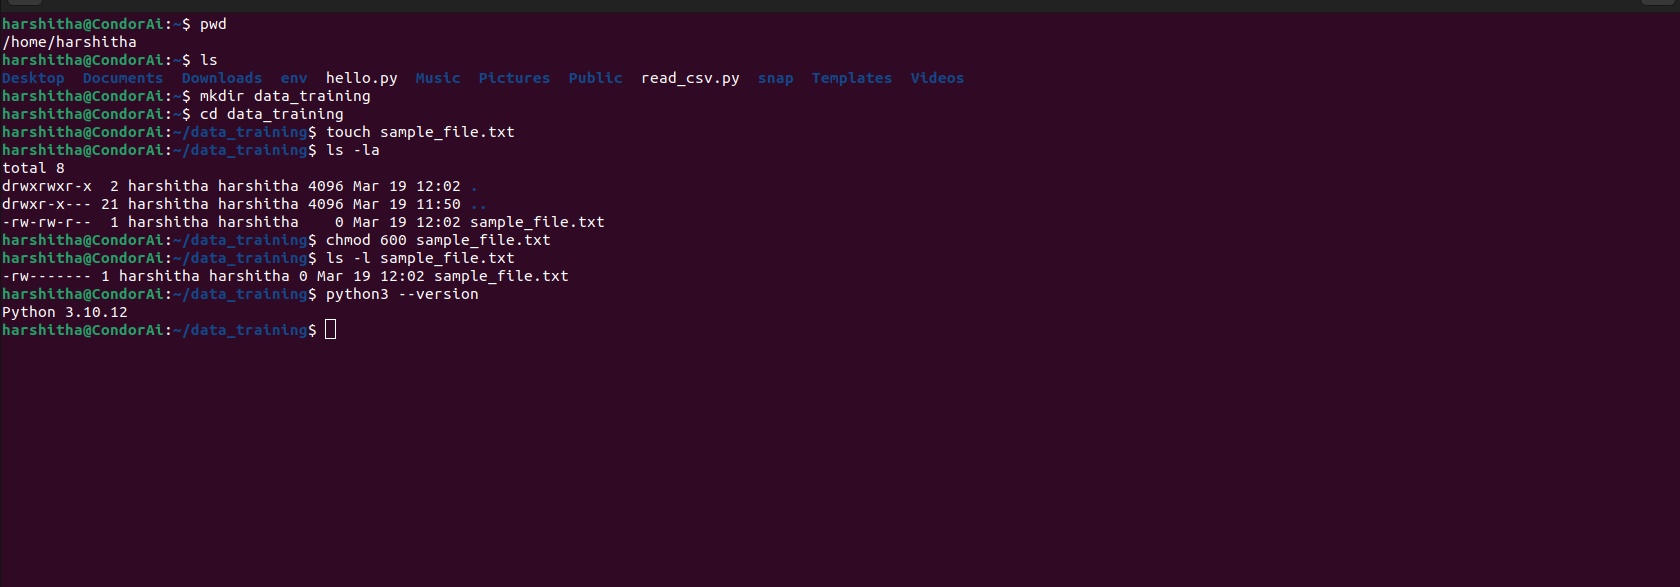 harshitha@CondorAi:~$ pwd
/home/harshitha
harshitha@CondorAi:~$ ls
Desktop  Documents  Downloads  env  hello.py  Music  Pictures  Public  read_csv.py  snap  Templates  Videos
harshitha@CondorAi:~$ mkdir data_training
harshitha@CondorAi:~$ cd data_training
harshitha@CondorAi:~/data_training$ touch sample_file.txt
harshitha@CondorAi:~/data_training$ ls -la
total 8
drwxrwxr-x  2 harshitha harshitha 4096 Mar 19 12:02 .
drwxr-x--- 21 harshitha harshitha 4096 Mar 19 11:50 ..
-rw-rw-r--  1 harshitha harshitha    0 Mar 19 12:02 sample_file.txt
harshitha@CondorAi:~/data_training$ chmod 600 sample_file.txt
harshitha@CondorAi:~/data_training$ ls -l sample_file.txt
-rw------- 1 harshitha harshitha 0 Mar 19 12:02 sample_file.txt
harshitha@CondorAi:~/data_training$ python3 --version
Python 3.10.12
harshitha@CondorAi:~/data_training$